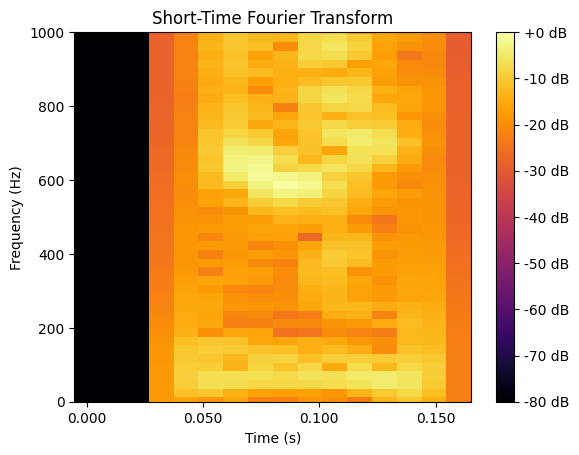 Short-Time Fourier Transform
1000
800
600
400
200
0
Frequency (Hz)
0.000
0.050
0.100
0.150
Time (s)
+0 dB
-10 dB
-20 dB
-30 dB
-40 dB
-50 dB
-60 dB
-70 dB
-80 dB